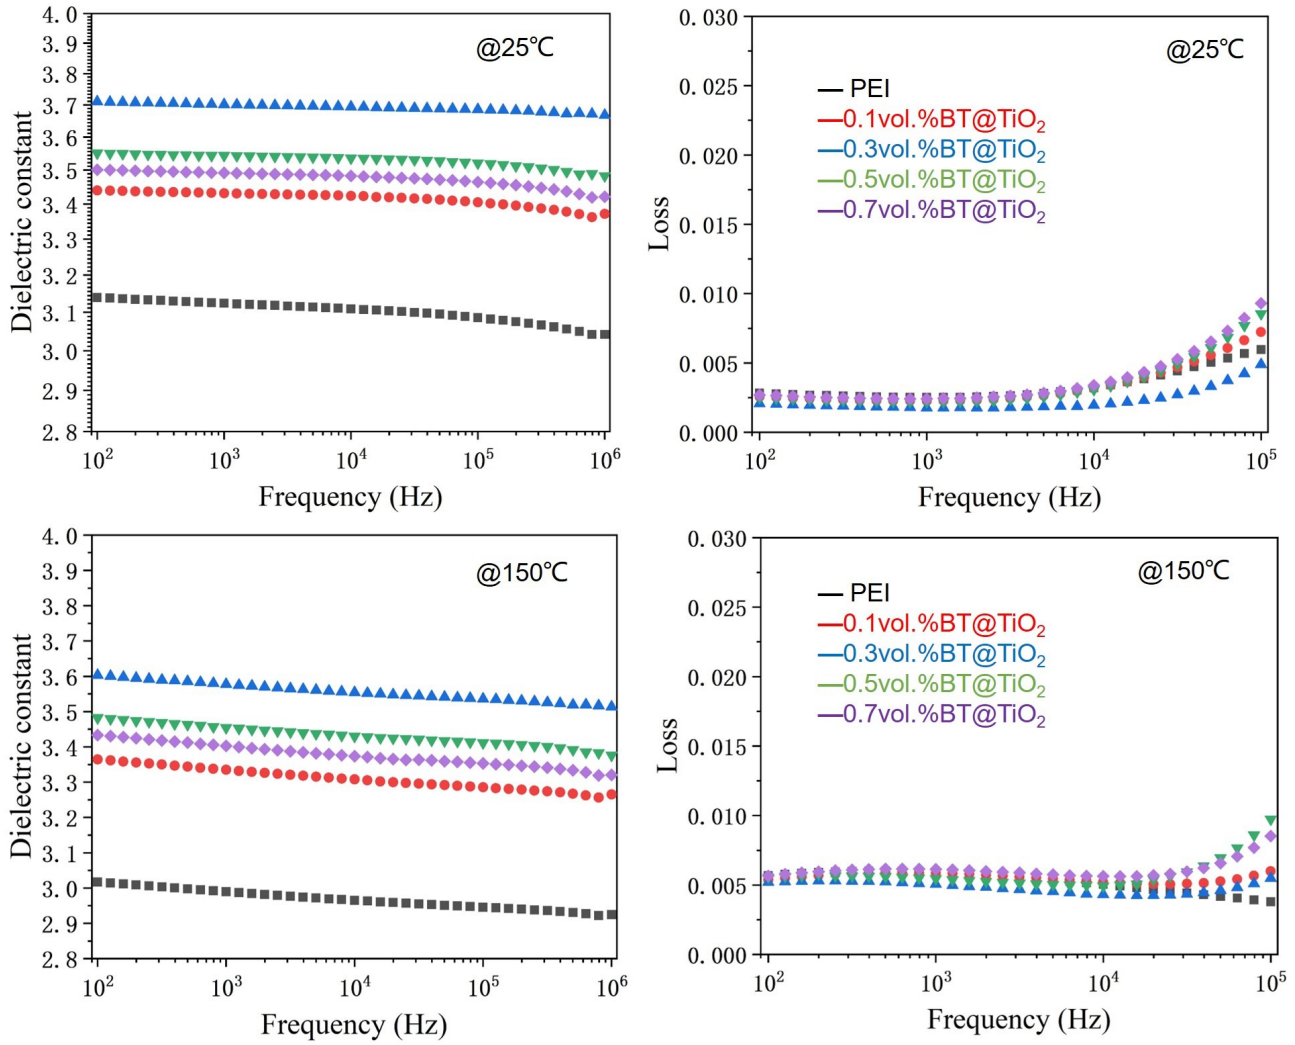 4.0
3.9
3.8
3.7
3.6
3.5
3.4
3.3
3.2
3.1
3.0
2.9
2.8
Dielectric constant
@25℃
10² 10³ 10⁴ 10⁵ 10⁶
Frequency (Hz)
0.030
0.025
0.020
0.015
0.010
0.005
0.000
Loss
@25℃
PEI
0.1vol.%BT@TiO₂
0.3vol.%BT@TiO₂
0.5vol.%BT@TiO₂
0.7vol.%BT@TiO₂
10² 10³ 10⁴ 10⁵
Frequency (Hz)
4.0
3.9
3.8
3.7
3.6
3.5
3.4
3.3
3.2
3.1
3.0
2.9
2.8
Dielectric constant
@150℃
10² 10³ 10⁴ 10⁵ 10⁶
Frequency (Hz)
0.030
0.025
0.020
0.015
0.010
0.005
0.000
Loss
@150℃
PEI
0.1vol.%BT@TiO₂
0.3vol.%BT@TiO₂
0.5vol.%BT@TiO₂
0.7vol.%BT@TiO₂
10² 10³ 10⁴ 10⁵
Frequency (Hz)